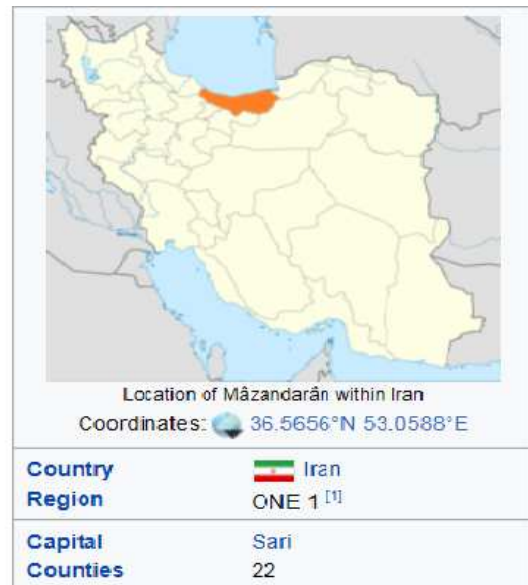 Location of Mâzandarân within Iran
Coordinates: 36.5656°N 53.0588°E
Country Iran
Region ONE 1 [1]
Capital Sari
Counties 22